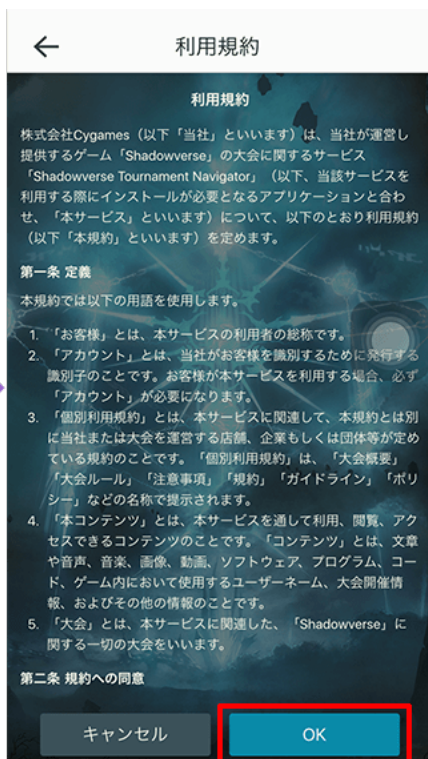 利用規約
利用規約
株式会社Cygames（以下「当社」といいます）は、当社が運営し
提供するゲーム「Shadowverse」の大会に関するサービス
「Shadowverse Tournament Navigator」（以下、当該サービスを
利用する際にインストールが必要となるアプリケーションと合わ
せ、「本サービス」といいます）について、以下のとおり利用規約
（以下「本規約」といいます）を定めます。
第一条 定義
本規約では以下の用語を使用します。
1. 「お客様」とは、本サービスの利用者の総称です。
2. 「アカウント」とは、当社がお客様を識別するために発行する
識別子のことです。お客様が本サービスを利用する場合、必ず
「アカウント」が必要になります。
3. 「個別利用規約」とは、本サービスに関連して、本規約とは別
に当社または大会を運営する店舗、企業もしくは団体等が定め
ている規約のことです。「個別利用規約」は、「大会概要」
「大会ルール」「注意事項」「規約」「ガイドライン」「ポリ
シー」などの名称で提示されます。
4. 「本コンテンツ」とは、本サービスを通して利用、閲覧、アク
セスできるコンテンツのことです。「コンテンツ」とは、文章
や音声、音楽、画像、動画、ソフトウェア、プログラム、コー
ド、ゲーム内において使用するユーザーネーム、大会開催情
報、およびその他の情報のことです。
5. 「大会」とは、本サービスに関連した、「Shadowverse」に
関する一切の大会をいいます。
第二条 規約への同意
キャンセル
OK